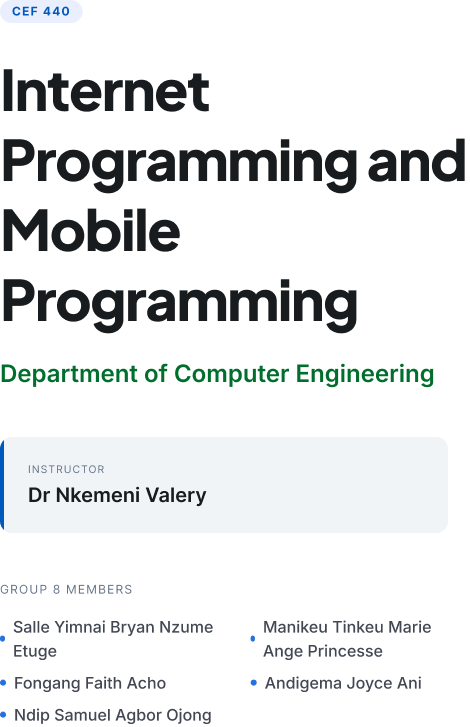 CEF 440
Internet
Programming and
Mobile
Programming
Department of Computer Engineering
INSTRUCTOR
Dr Nkemeni Valery
GROUP 8 MEMBERS
Salle Yimnai Bryan Nzume
Etuge
Manikeu Tinkeu Marie
Ange Princesse
Fongang Faith Acho
Andigema Joyce Ani
Ndip Samuel Agbor Ojong